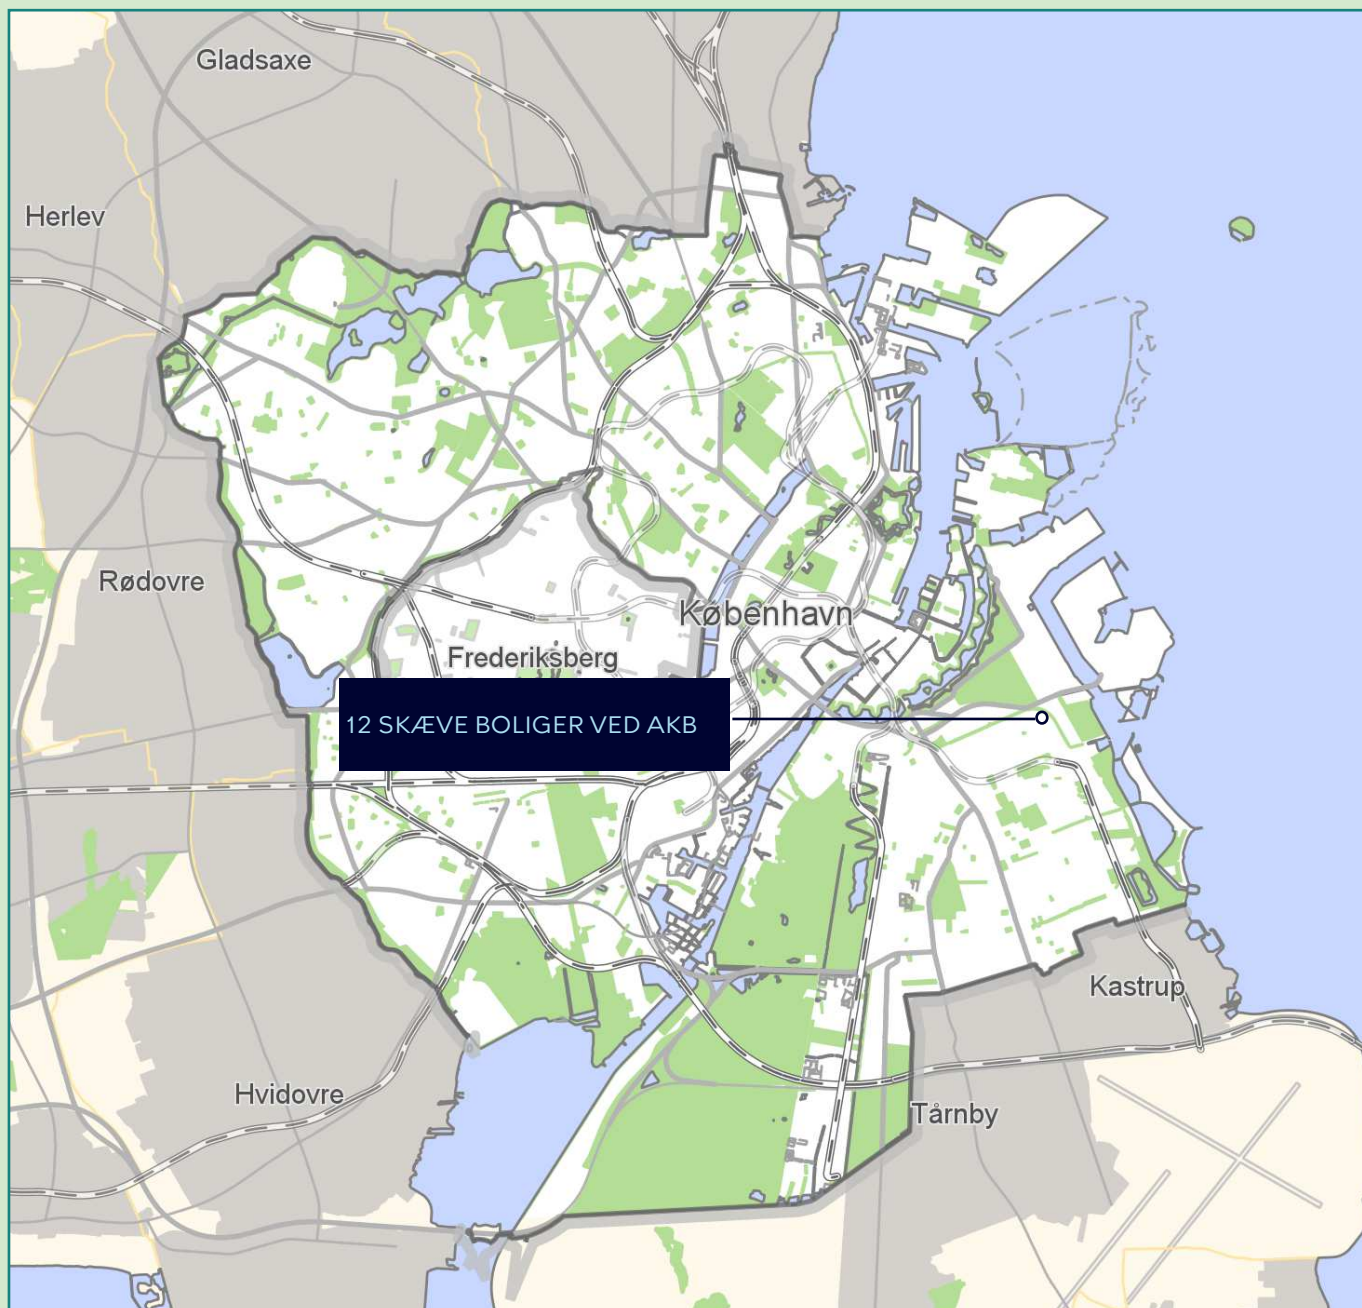 Gladsaxe
Herlev
Rødovre
København
Frederiksberg
12 SKÆVE BOLIGER VED AKB
Kastrup
Hvidovre
Tårnby